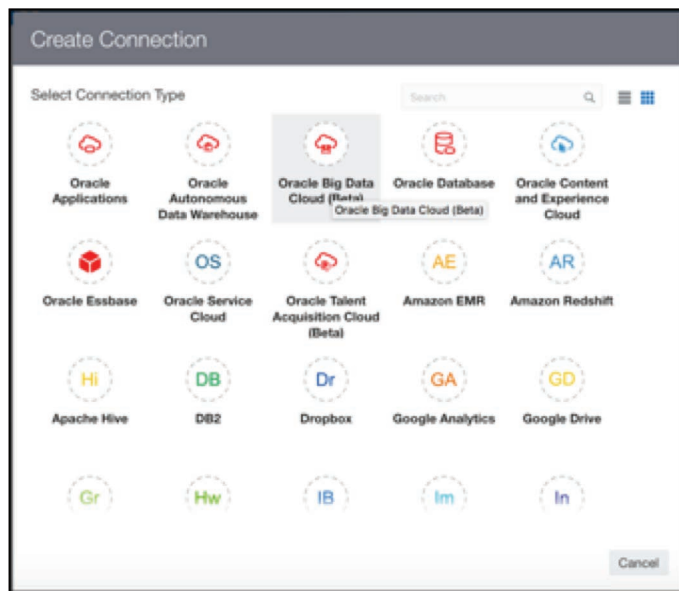 Create Connection
Select Connection Type
Search
Oracle Applications
Oracle Autonomous Data Warehouse
Oracle Big Data Cloud (Beta)
Oracle Database
Oracle Content and Experience Cloud
Oracle Big Data Cloud (Beta)
OS
AE
AR
Oracle Essbase
Oracle Service Cloud
Oracle Talent Acquisition Cloud (Beta)
Amazon EMR
Amazon Redshift
Hi
DB
Dr
GA
GD
Apache Hive
DB2
Dropbox
Google Analytics
Google Drive
Gr
Hw
IB
Im
In
Cancel